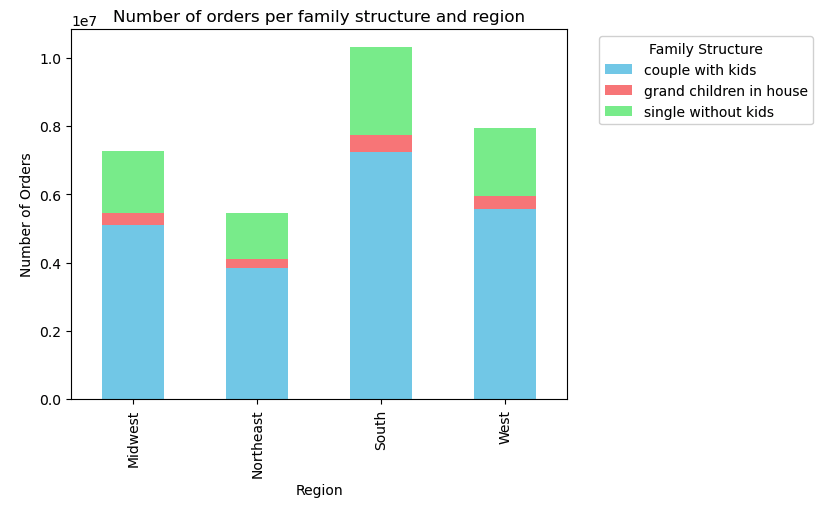 Number of orders per family structure and region
1e7
1.0
0.8
0.6
0.4
0.2
0.0
Number of Orders
Midwest
Northeast
South
West
Region
Family Structure
couple with kids
grand children in house
single without kids